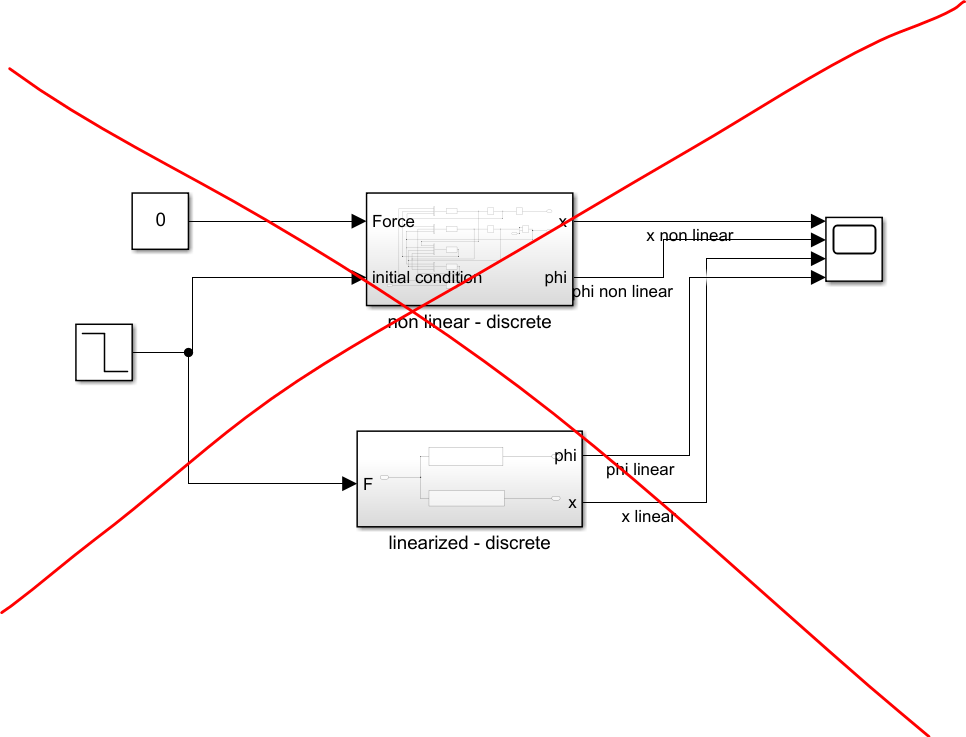 0
Force
x
x non linear
initial condition
phi
phi non linear
non linear - discrete
phi
phi linear
F
x
x linear
linearized - discrete